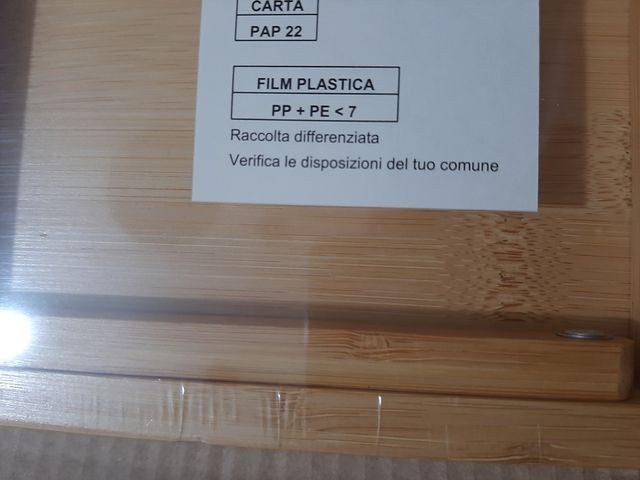 CARTA
PAP 22
FILM PLASTICA
PP + PE < 7
Raccolta differenziata
Verifica le disposizioni del tuo comune